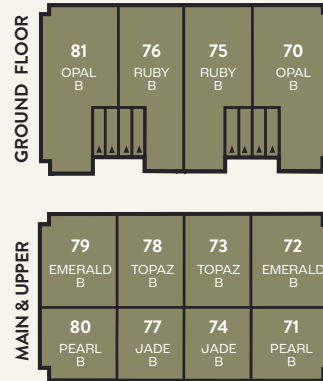 GROUND FLOOR
81 76 75 70
OPAL RUBY RUBY OPAL
B B B B
MAIN & UPPER
79 78 73 72
EMERALD TOPAZ TOPAZ EMERALD
B B B B
80 77 74 71
PEARL JADE JADE PEARL
B B B B